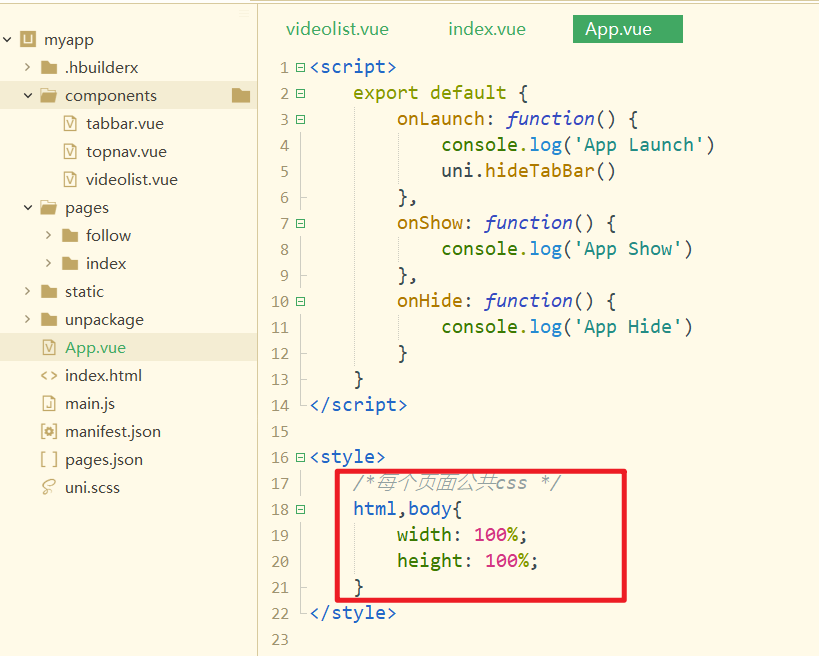 myapp
.hbuilderx
components
tabbar.vue
topnav.vue
videolist.vue
pages
follow
index
static
unpackage
App.vue
index.html
main.js
manifest.json
pages.json
uni.scss
videolist.vue index.vue App.vue
1 <script>
2 export default {
3 onLaunch: function() {
4 console.log('App Launch')
5 uni.hideTabBar()
6 },
7 onShow: function() {
8 console.log('App Show')
9 },
10 onHide: function() {
11 console.log('App Hide')
12 }
13 }
14 </script>
15
16 <style>
17 /*每个页面公共css */
18 html,body{
19 width: 100%;
20 height: 100%;
21 }
22 </style>
23